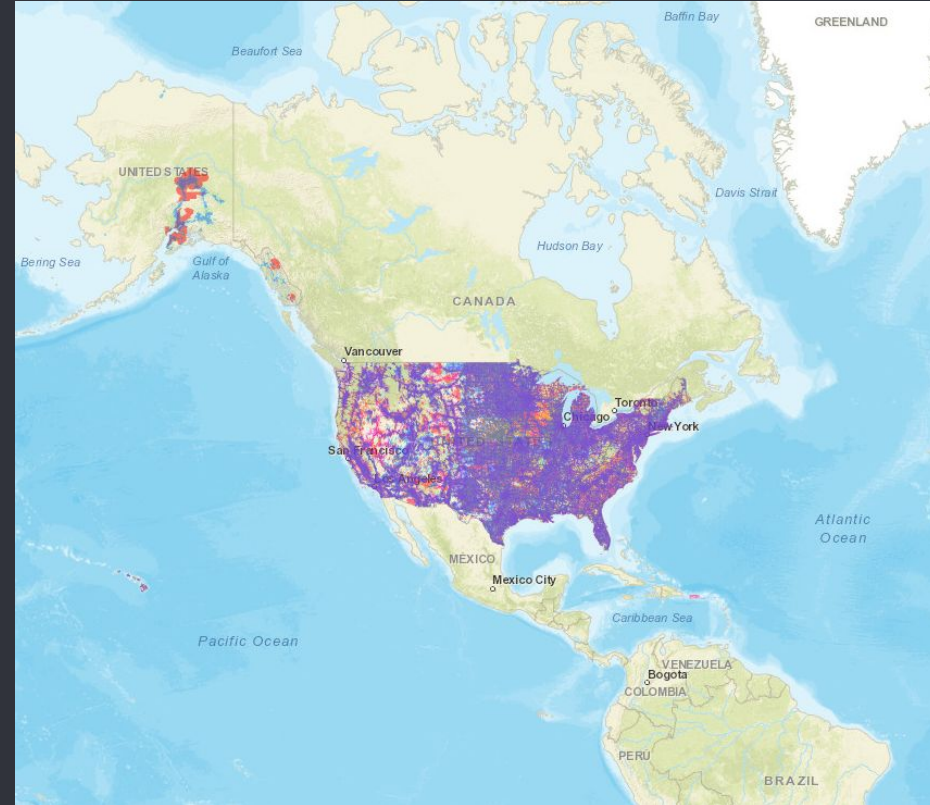 Baffin Bay
GREENLAND
Beaufort Sea
UNITED STATES
Davis Strait
Hudson Bay
Bering Sea
Gulf of
Alaska
CANADA
Vancouver
Toronto
Chicago
New York
UNITED STATES
San Francisco
Los Angeles
Atlantic
Ocean
MÉXICO
Mexico City
Caribbean Sea
Pacific Ocean
VENEZUELA
Bogota
COLOMBIA
PERU
BRAZIL